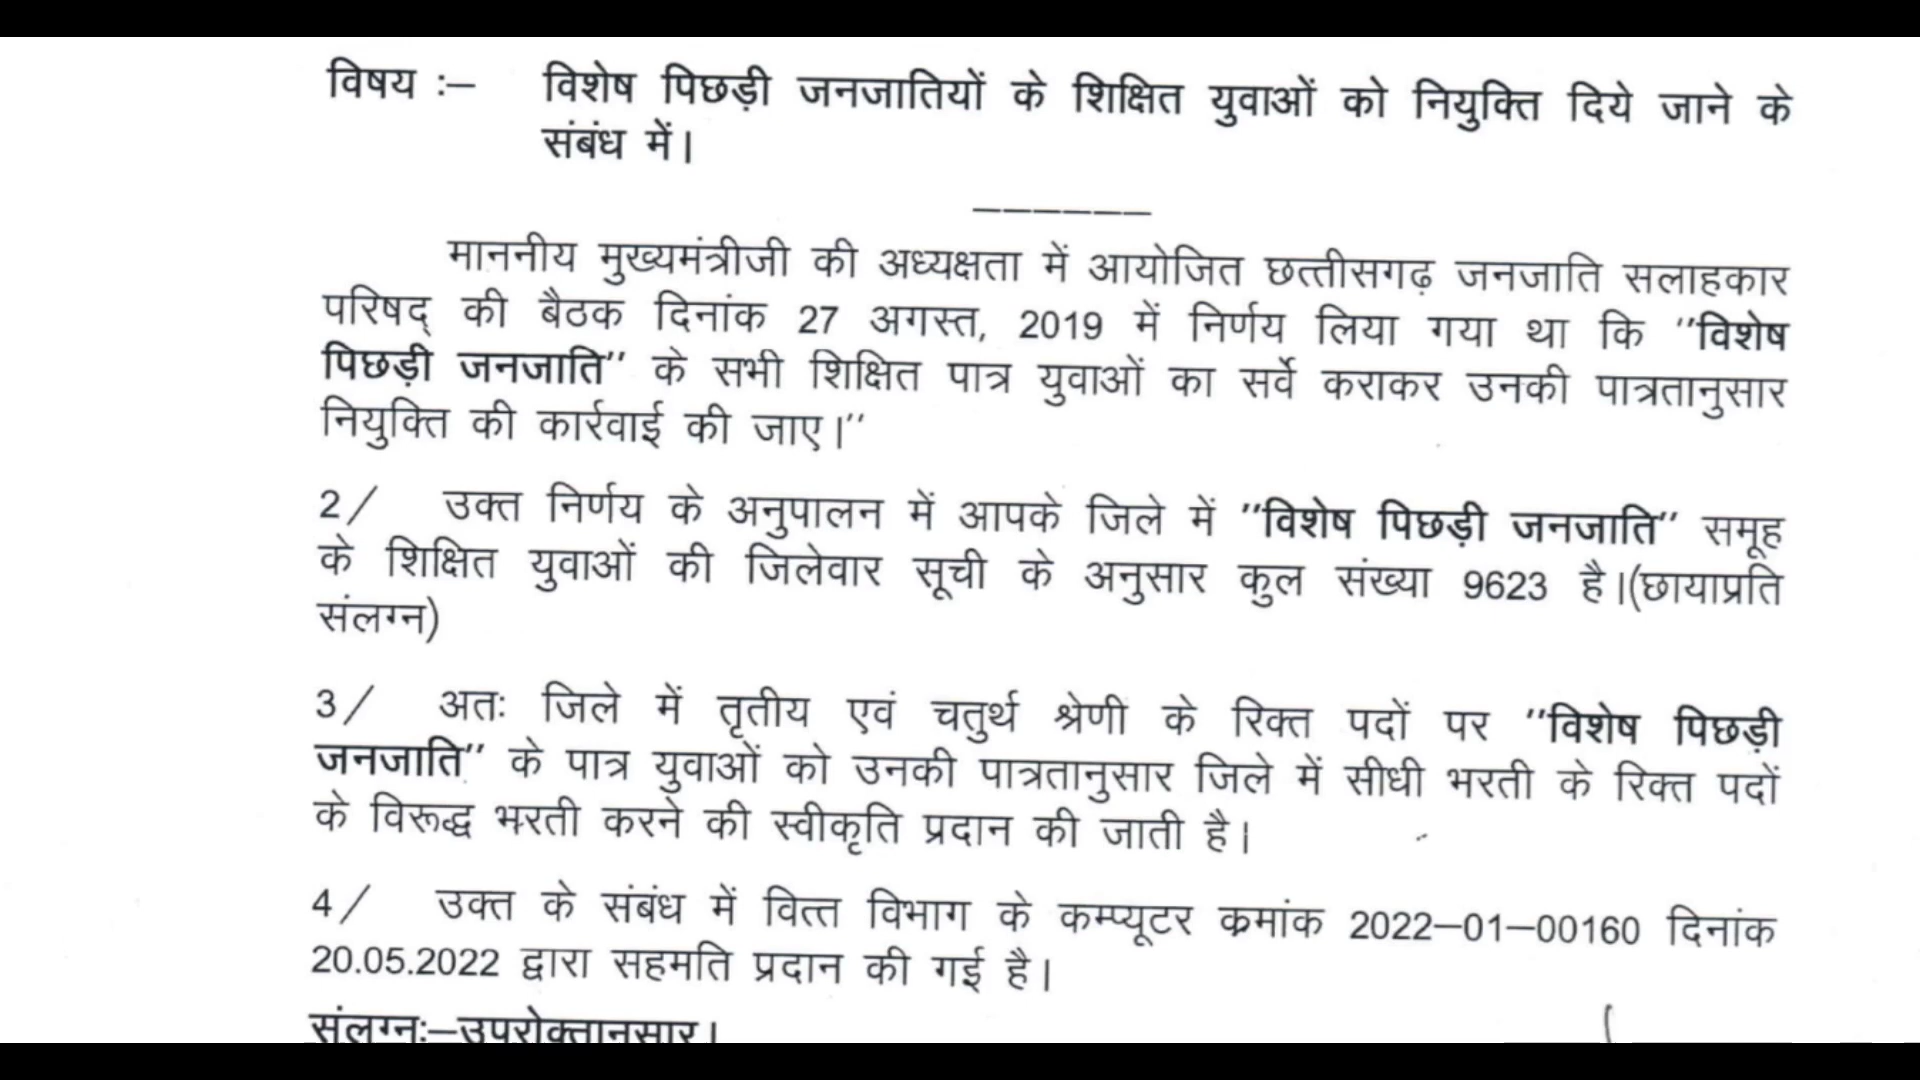 विषय :– विशेष पिछड़ी जनजातियों के शिक्षित युवाओं को नियुक्ति दिये जाने के
संबंध में।
––––––
माननीय मुख्यमंत्रीजी की अध्यक्षता में आयोजित छत्तीसगढ़ जनजाति सलाहकार
परिषद् की बैठक दिनांक 27 अगस्त, 2019 में निर्णय लिया गया था कि ''विशेष
पिछड़ी जनजाति'' के सभी शिक्षित पात्र युवाओं का सर्वे कराकर उनकी पात्रतानुसार
नियुक्ति की कार्रवाई की जाए।''
2/ उक्त निर्णय के अनुपालन में आपके जिले में ''विशेष पिछड़ी जनजाति'' समूह
के शिक्षित युवाओं की जिलेवार सूची के अनुसार कुल संख्या 9623 है।(छायाप्रति
संलग्न)
3/ अतः जिले में तृतीय एवं चतुर्थ श्रेणी के रिक्त पदों पर ''विशेष पिछड़ी
जनजाति'' के पात्र युवाओं को उनकी पात्रतानुसार जिले में सीधी भरती के रिक्त पदों
के विरूद्ध भरती करने की स्वीकृति प्रदान की जाती है।
4/ उक्त के संबंध में वित्त विभाग के कम्प्यूटर क्रमांक 2022–01–00160 दिनांक
20.05.2022 द्वारा सहमति प्रदान की गई है।
संलग्नः–उपरोक्तानुसार।